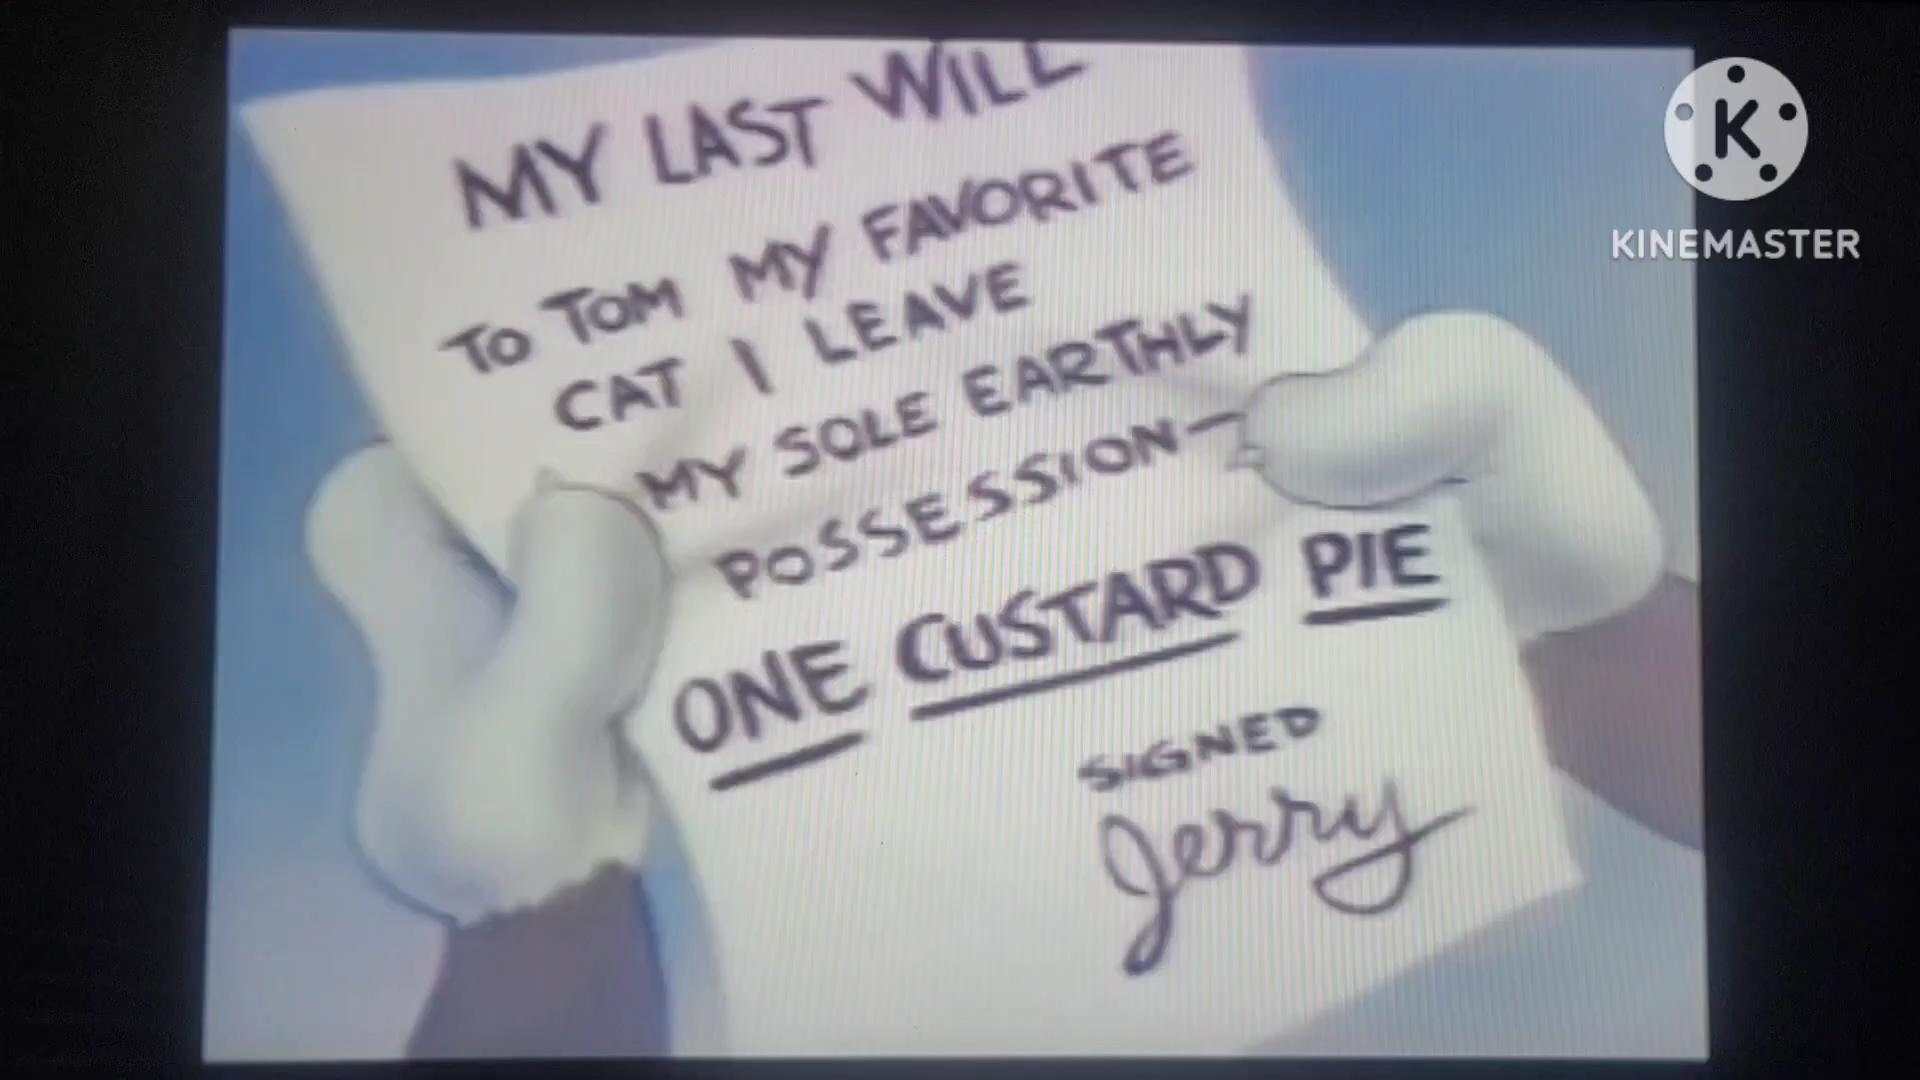 MY LAST WILL
TO TOM MY FAVORITE
CAT I LEAVE
MY SOLE EARTHLY
POSSESSION—
ONE CUSTARD PIE
SIGNED
Jerry
K
KINEMASTER